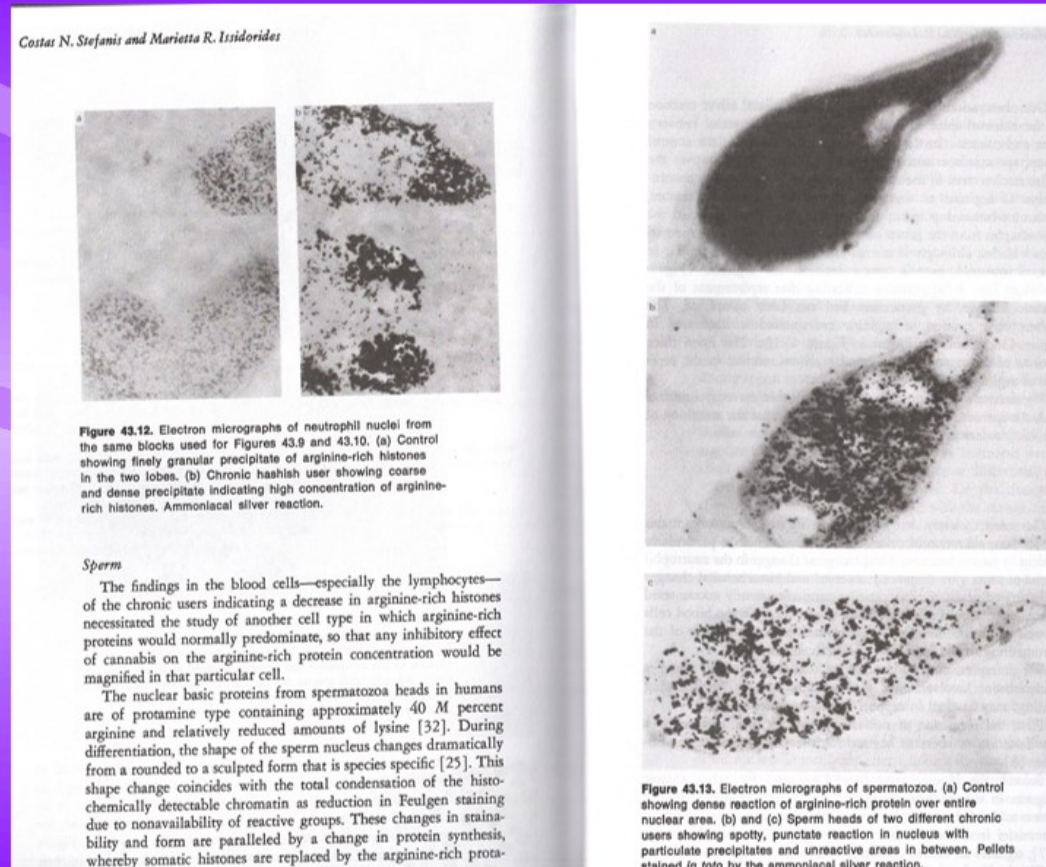 Costas N. Stefanis and Marietta R. Issidorides
a
b
Figure 43.12. Electron micrographs of neutrophil nuclei from
the same blocks used for Figures 43.9 and 43.10. (a) Control
showing finely granular precipitate of arginine-rich histones
in the two lobes. (b) Chronic hashish user showing coarse
and dense precipitate indicating high concentration of arginine-
rich histones. Ammoniacal silver reaction.
Sperm
The findings in the blood cells—especially the lymphocytes—
of the chronic users indicating a decrease in arginine-rich histones
necessitated the study of another cell type in which arginine-rich
proteins would normally predominate, so that any inhibitory effect
of cannabis on the arginine-rich protein concentration would be
magnified in that particular cell.
The nuclear basic proteins from spermatozoa heads in humans
are of protamine type containing approximately 40 M percent
arginine and relatively reduced amounts of lysine [32]. During
differentiation, the shape of the sperm nucleus changes dramatically
from a rounded to a sculpted form that is species specific [25]. This
shape change coincides with the total condensation of the histo-
chemically detectable chromatin as reduction in Feulgen staining
due to nonavailability of reactive groups. These changes in staina-
bility and form are paralleled by a change in protein synthesis,
whereby somatic histones are replaced by the arginine-rich prota-
a
b
c
Figure 43.13. Electron micrographs of spermatozoa. (a) Control
showing dense reaction of arginine-rich protein over entire
nuclear area. (b) and (c) Sperm heads of two different chronic
users showing spotty, punctate reaction in nucleus with
particulate precipitates and unreactive areas in between. Pellets
stained in toto by the ammoniacal silver reaction.